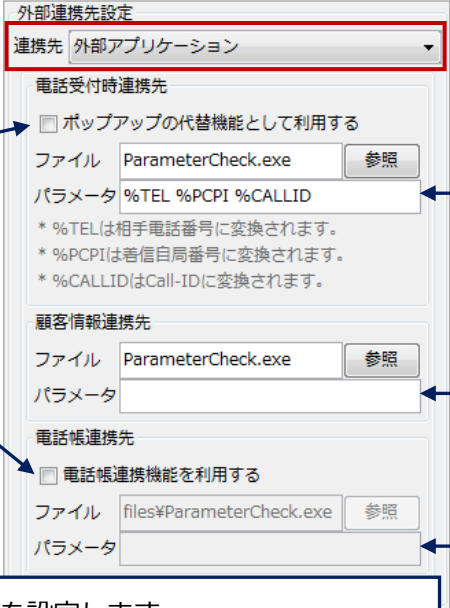 外部連携先設定
連携先 外部アプリケーション
電話受付時連携先
ポップアップの代替機能として利用する
ファイル ParameterCheck.exe 参照
パラメータ %TEL %PCPI %CALLID
* %TELは相手電話番号に変換されます。
* %PCPIは着信自局番号に変換されます。
* %CALLIDはCall-IDに変換されます。
顧客情報連携先
ファイル ParameterCheck.exe 参照
パラメータ
電話帳連携先
電話帳連携機能を利用する
ファイル files¥ParameterCheck.exe 参照
パラメータ
を設定します